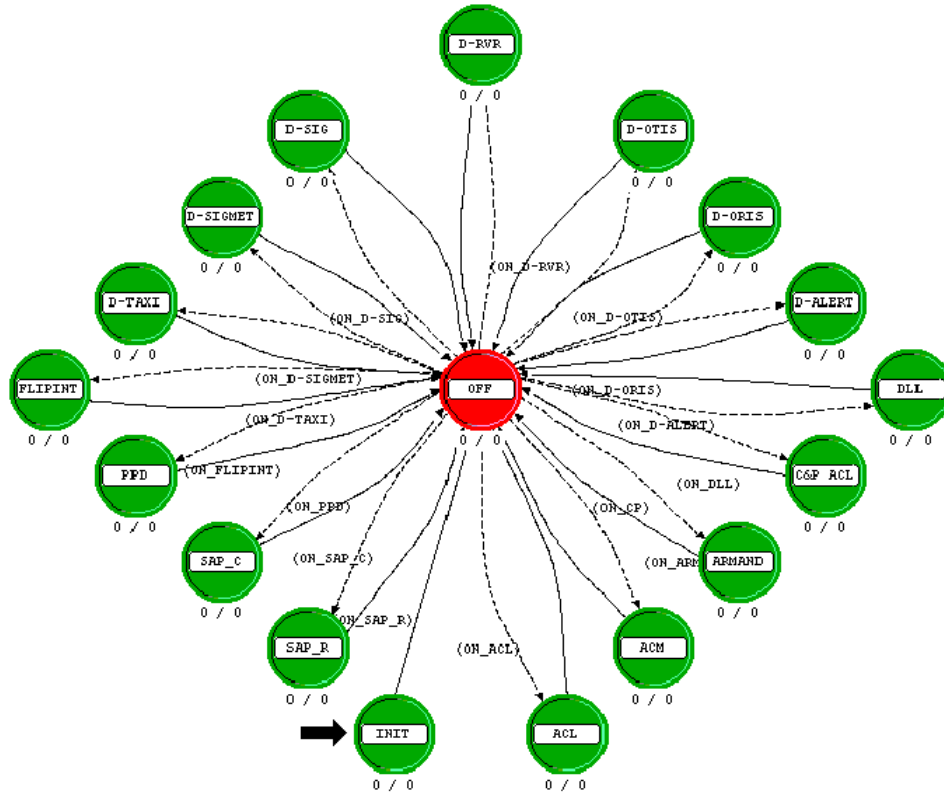 D-RVR
0 / 0
D-SIG
0 / 0
D-OTIS
0 / 0
D-SIGMET
0 / 0
D-ORIS
0 / 0
(ON_D-RVR)
D-TAXI
0 / 0
D-ALERT
0 / 0
(ON_D-SIG)
(ON_D-OTIS)
FLIPINT
0 / 0
(ON_D-SIGMET)
OFF
0 / 0
(ON_D-ORIS)
DLL
0 / 0
(ON_D-TAXI)
(ON_D-ALERT)
PPD
0 / 0
(ON_FLIPINT)
C&P ACL
0 / 0
(ON_DLL)
(ON_PPD)
(ON_CP)
SAP_C
0 / 0
(ON_SAP_C)
(ON_ARM
ARMAND
0 / 0
SAP_R
0 / 0
(ON_SAP_R)
(ON_ACL)
ACM
0 / 0
INIT
0 / 0
ACL
0 / 0